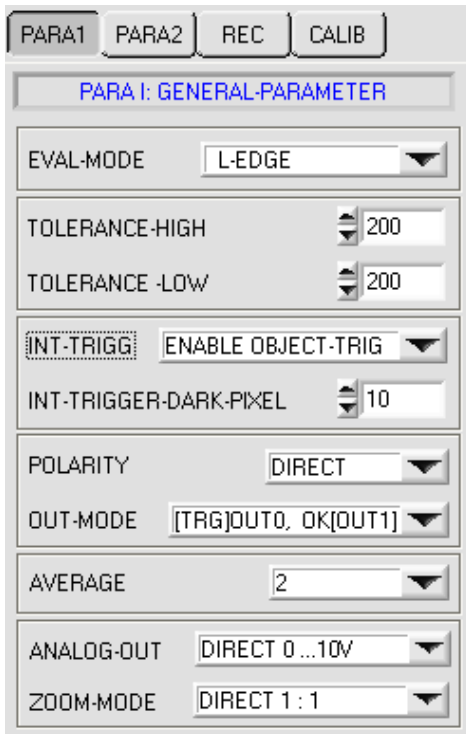 PARA1 PARA2 REC CALIB
PARA I: GENERAL-PARAMETER
EVAL-MODE L-EDGE
TOLERANCE-HIGH 200
TOLERANCE -LOW 200
INT-TRIGG ENABLE OBJECT-TRIG
INT-TRIGGER-DARK-PIXEL 10
POLARITY DIRECT
OUT-MODE [TRG]OUT0, OK[OUT1]
AVERAGE 2
ANALOG-OUT DIRECT 0 ...10V
ZOOM-MODE DIRECT 1 : 1